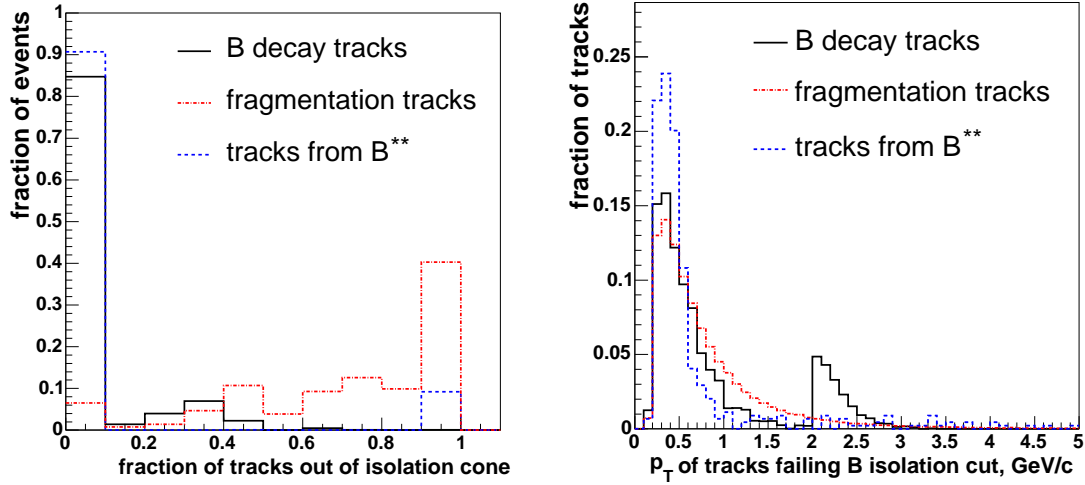 fraction of events
1
0.9
0.8
0.7
0.6
0.5
0.4
0.3
0.2
0.1
0
B decay tracks
fragmentation tracks
tracks from B**
0 0.2 0.4 0.6 0.8 1
fraction of tracks out of isolation cone
fraction of tracks
0.25
0.2
0.15
0.1
0.05
0
B decay tracks
fragmentation tracks
tracks from B**
0 0.5 1 1.5 2 2.5 3 3.5 4 4.5 5
pT of tracks failing B isolation cut, GeV/c